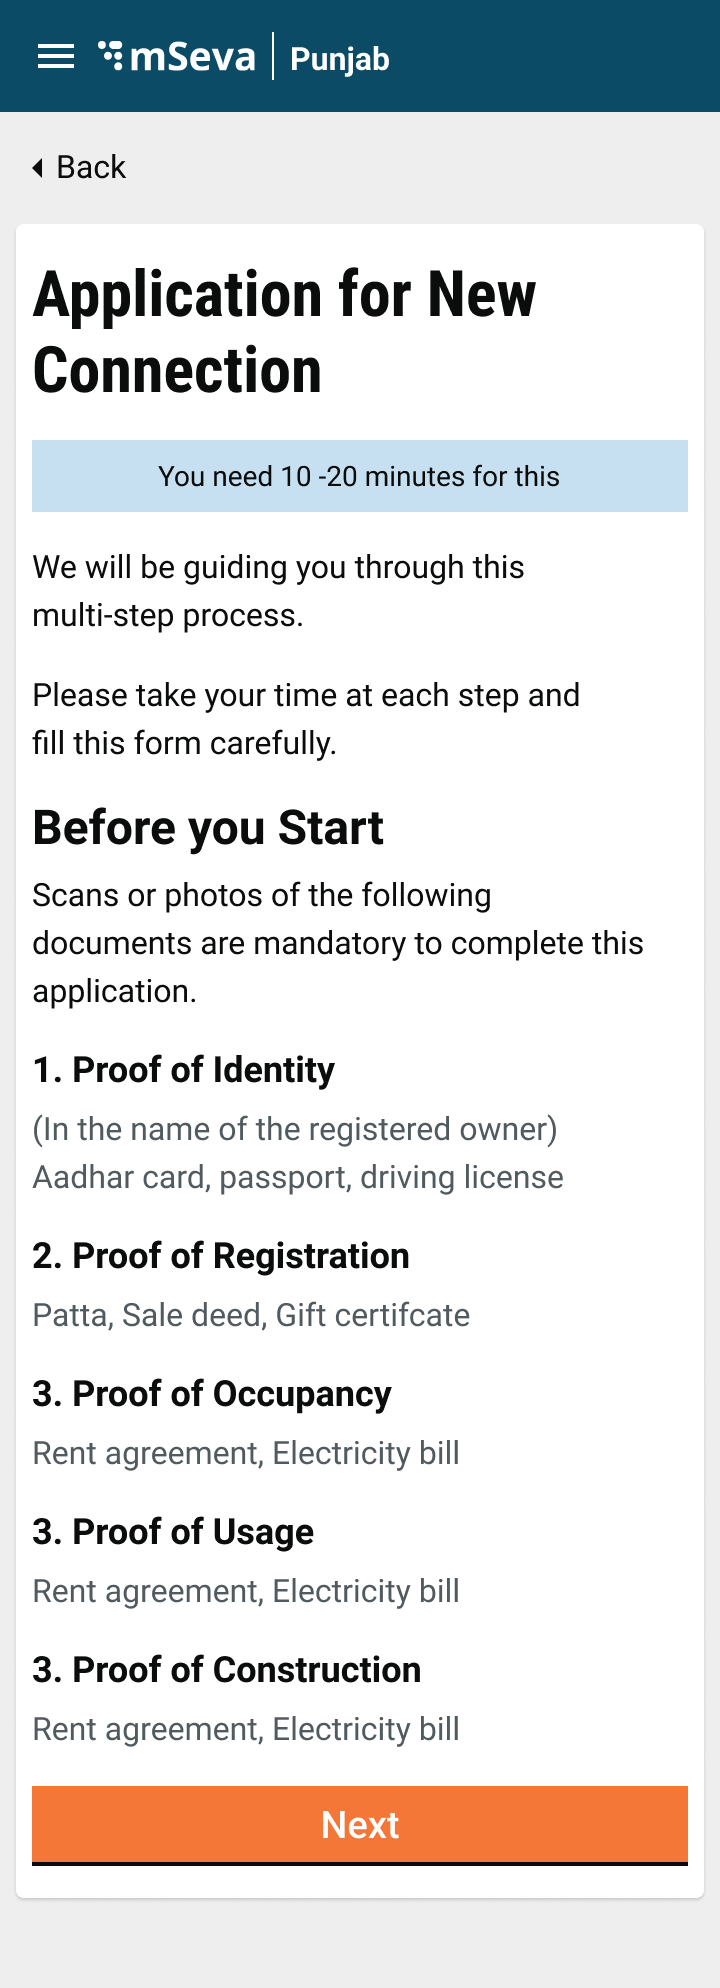 mSeva | Punjab
Back
Application for New
Connection
You need 10 -20 minutes for this
We will be guiding you through this
multi-step process.
Please take your time at each step and
fill this form carefully.
Before you Start
Scans or photos of the following
documents are mandatory to complete this
application.
1. Proof of Identity
(In the name of the registered owner)
Aadhar card, passport, driving license
2. Proof of Registration
Patta, Sale deed, Gift certifcate
3. Proof of Occupancy
Rent agreement, Electricity bill
3. Proof of Usage
Rent agreement, Electricity bill
3. Proof of Construction
Rent agreement, Electricity bill
Next